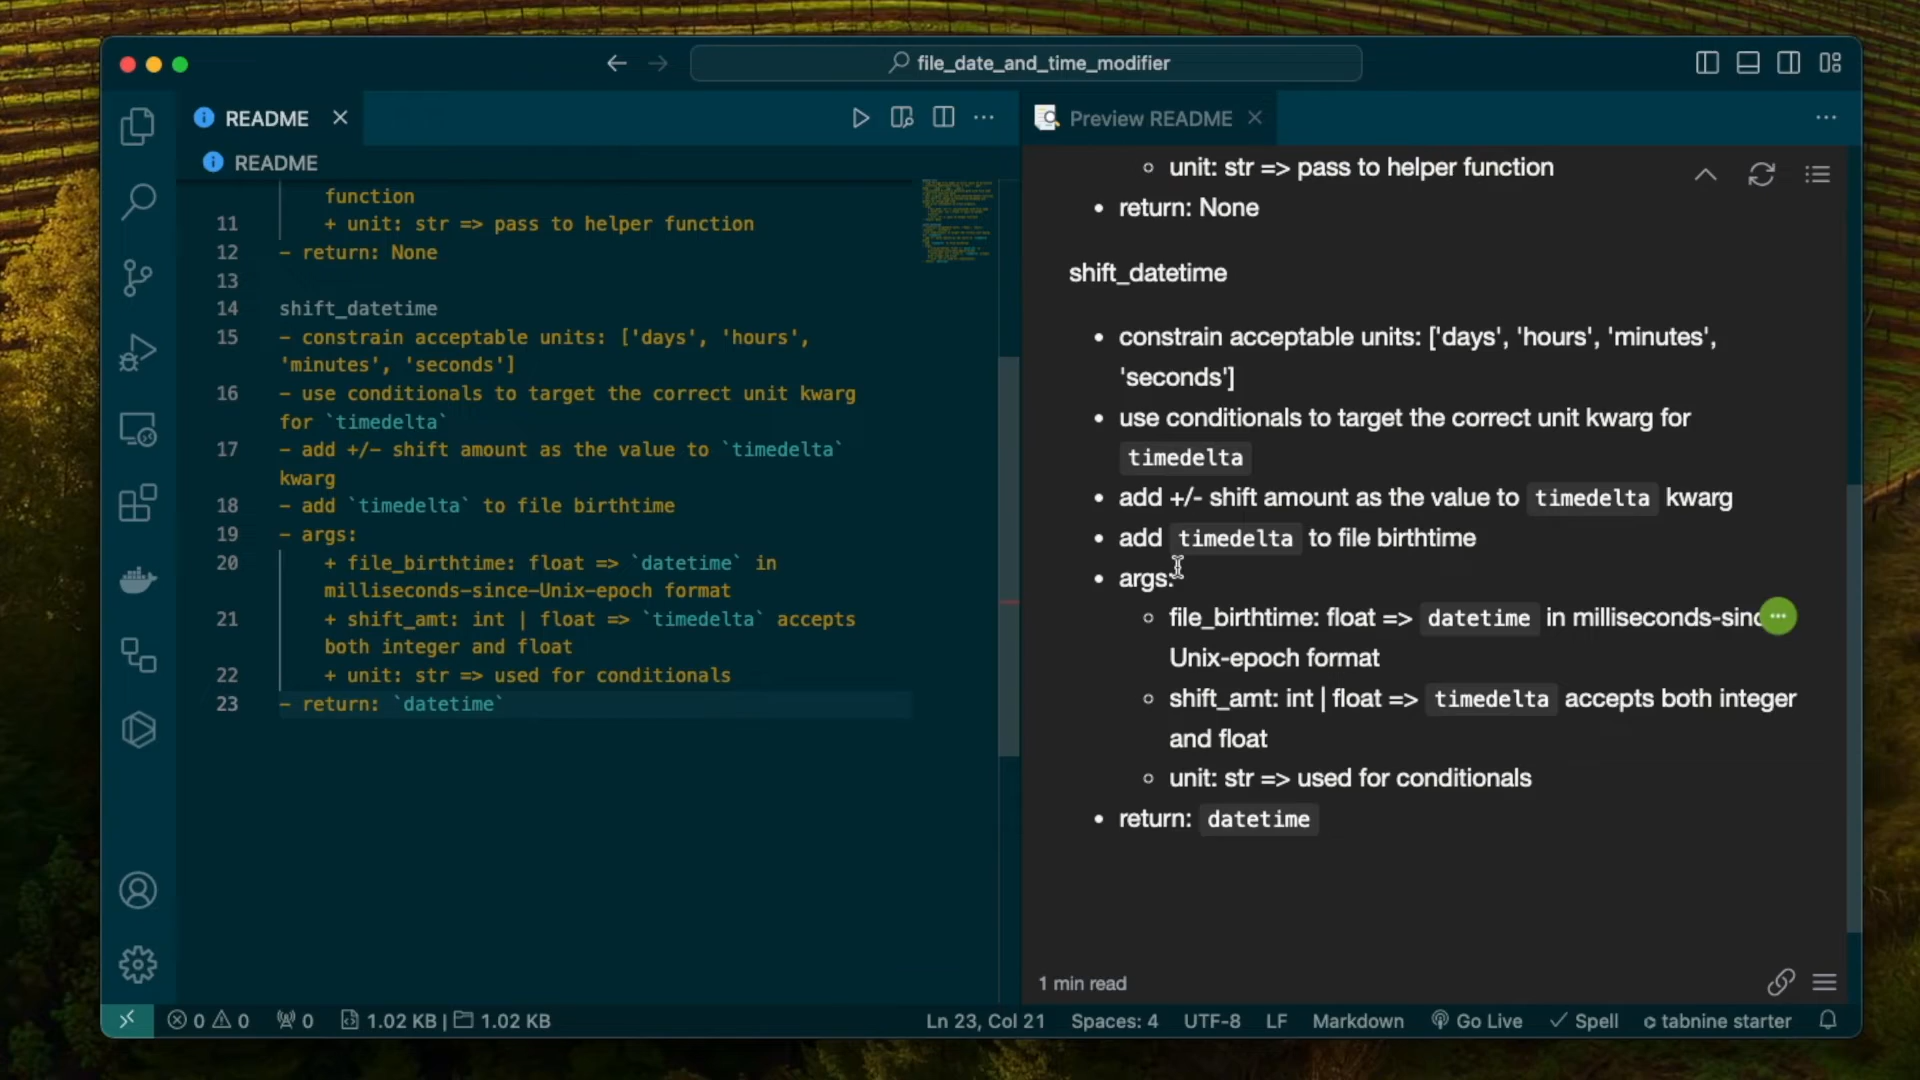 file_date_and_time_modifier
README
Preview README
README
function
11 + unit: str => pass to helper function
12 - return: None
13
14 shift_datetime
15 - constrain acceptable units: ['days', 'hours',
'minutes', 'seconds']
16 - use conditionals to target the correct unit kwarg
for `timedelta`
17 - add +/- shift amount as the value to `timedelta`
kwarg
18 - add `timedelta` to file birthtime
19 - args:
20 + file_birthtime: float => `datetime` in
milliseconds-since-Unix-epoch format
21 + shift_amt: int | float => `timedelta` accepts
both integer and float
22 + unit: str => used for conditionals
23 - return: `datetime`
◦ unit: str => pass to helper function
• return: None
shift_datetime
• constrain acceptable units: ['days', 'hours', 'minutes',
'seconds']
• use conditionals to target the correct unit kwarg for
timedelta
• add +/- shift amount as the value to timedelta kwarg
• add timedelta to file birthtime
• args:
◦ file_birthtime: float => datetime in milliseconds-sinc
Unix-epoch format
◦ shift_amt: int | float => timedelta accepts both integer
and float
◦ unit: str => used for conditionals
• return: datetime
1 min read
0 0 0 1.02 KB | 1.02 KB Ln 23, Col 21 Spaces: 4 UTF-8 LF Markdown Go Live Spell tabnine starter